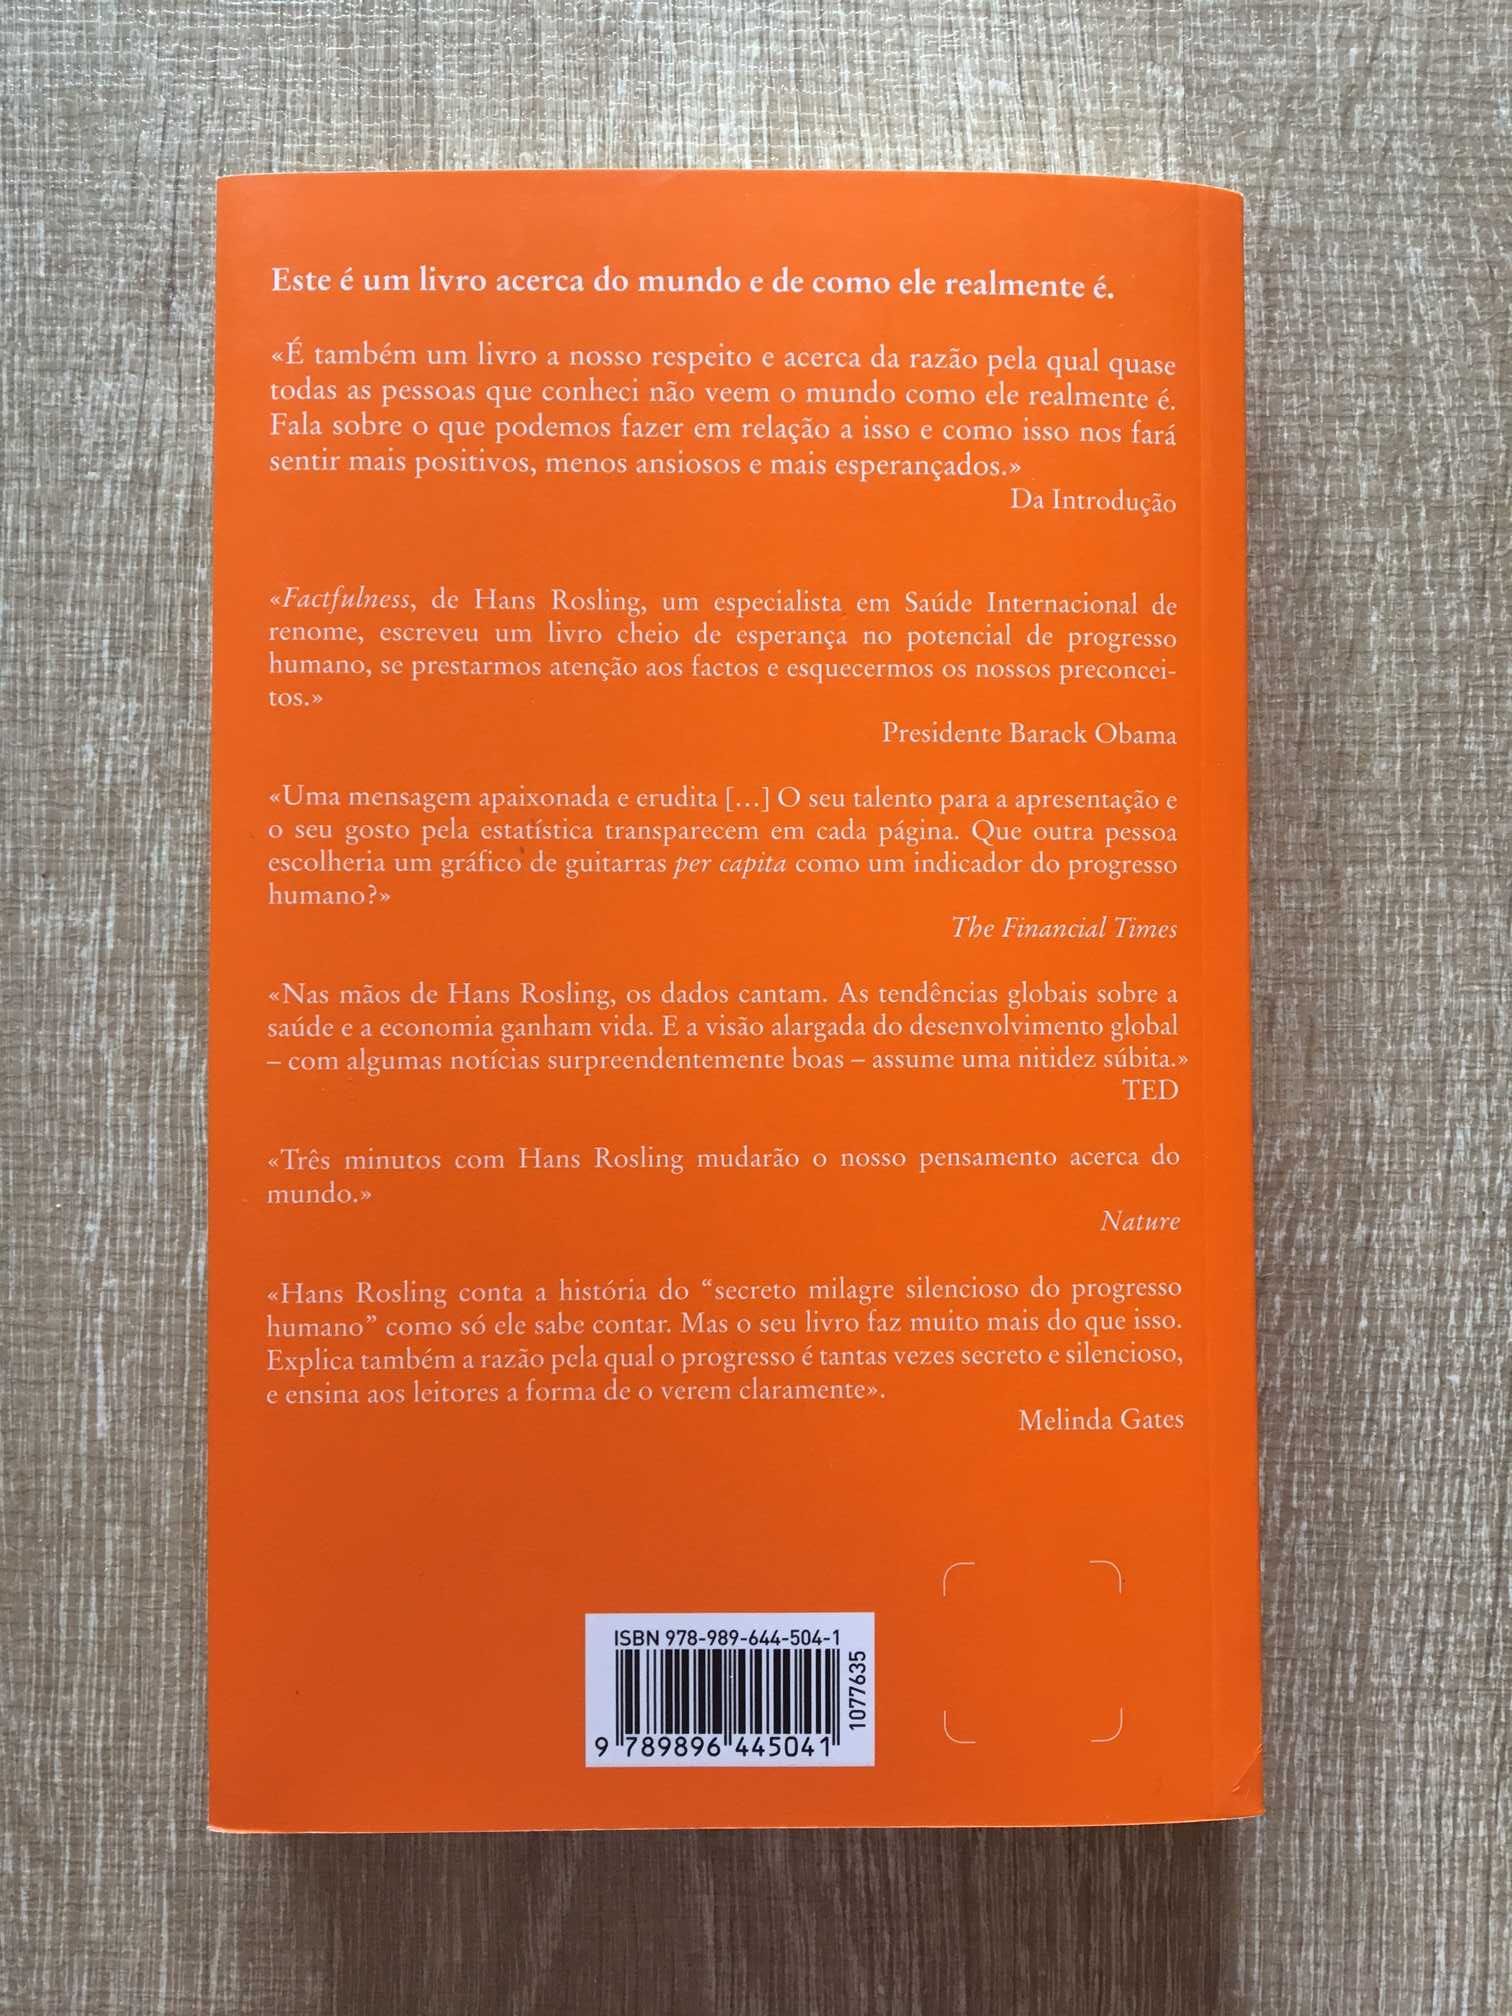 Este é um livro acerca do mundo e de como ele realmente é.
«É também um livro a nosso respeito e acerca da razão pela qual quase
todas as pessoas que conheci não veem o mundo como ele realmente é.
Fala sobre o que podemos fazer em relação a isso e como isso nos fará
sentir mais positivos, menos ansiosos e mais esperançados.»
Da Introdução
«Factfulness, de Hans Rosling, um especialista em Saúde Internacional de
renome, escreveu um livro cheio de esperança no potencial de progresso
humano, se prestarmos atenção aos factos e esquecermos os nossos preconcei-
tos.»
Presidente Barack Obama
«Uma mensagem apaixonada e erudita [...] O seu talento para a apresentação e
o seu gosto pela estatística transparecem em cada página. Que outra pessoa
escolheria um gráfico de guitarras per capita como um indicador do progresso
humano?»
The Financial Times
«Nas mãos de Hans Rosling, os dados cantam. As tendências globais sobre a
saúde e a economia ganham vida. E a visão alargada do desenvolvimento global
– com algumas notícias surpreendentemente boas – assume uma nitidez súbita.»
TED
«Três minutos com Hans Rosling mudarão o nosso pensamento acerca do
mundo.»
Nature
«Hans Rosling conta a história do “secreto milagre silencioso do progresso
humano” como só ele sabe contar. Mas o seu livro faz muito mais do que isso.
Explica também a razão pela qual o progresso é tantas vezes secreto e silencioso,
e ensina aos leitores a forma de o verem claramente».
Melinda Gates
ISBN 978-989-644-504-1
9 789896 445041
1077635